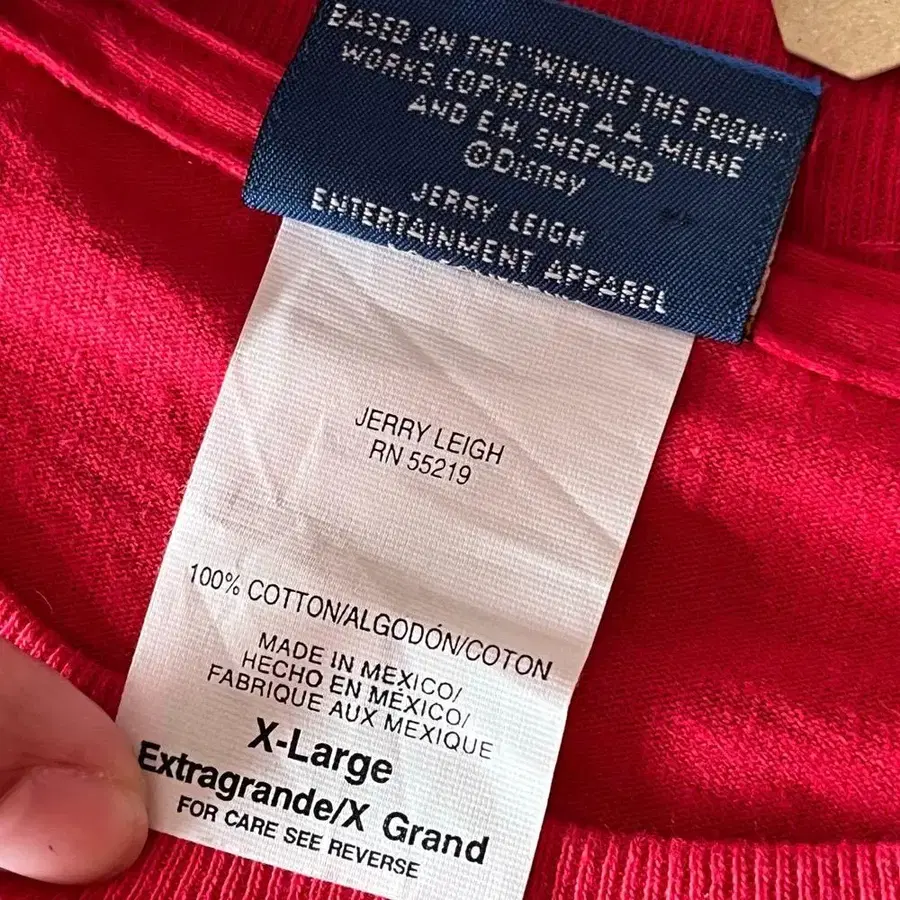 BASED ON THE "WINNIE THE POOH"
WORKS COPYRIGHT A.A. MILNE
AND E.H. SHEPARD
©Disney
JERRY LEIGH
ENTERTAINMENT APPAREL
JERRY LEIGH
RN 55219
100% COTTON/ALGODÓN/COTON
MADE IN MEXICO/
HECHO EN MÉXICO/
FABRIQUE AUX MEXIQUE
X-Large
Extragrande/X Grand
FOR CARE SEE REVERSE